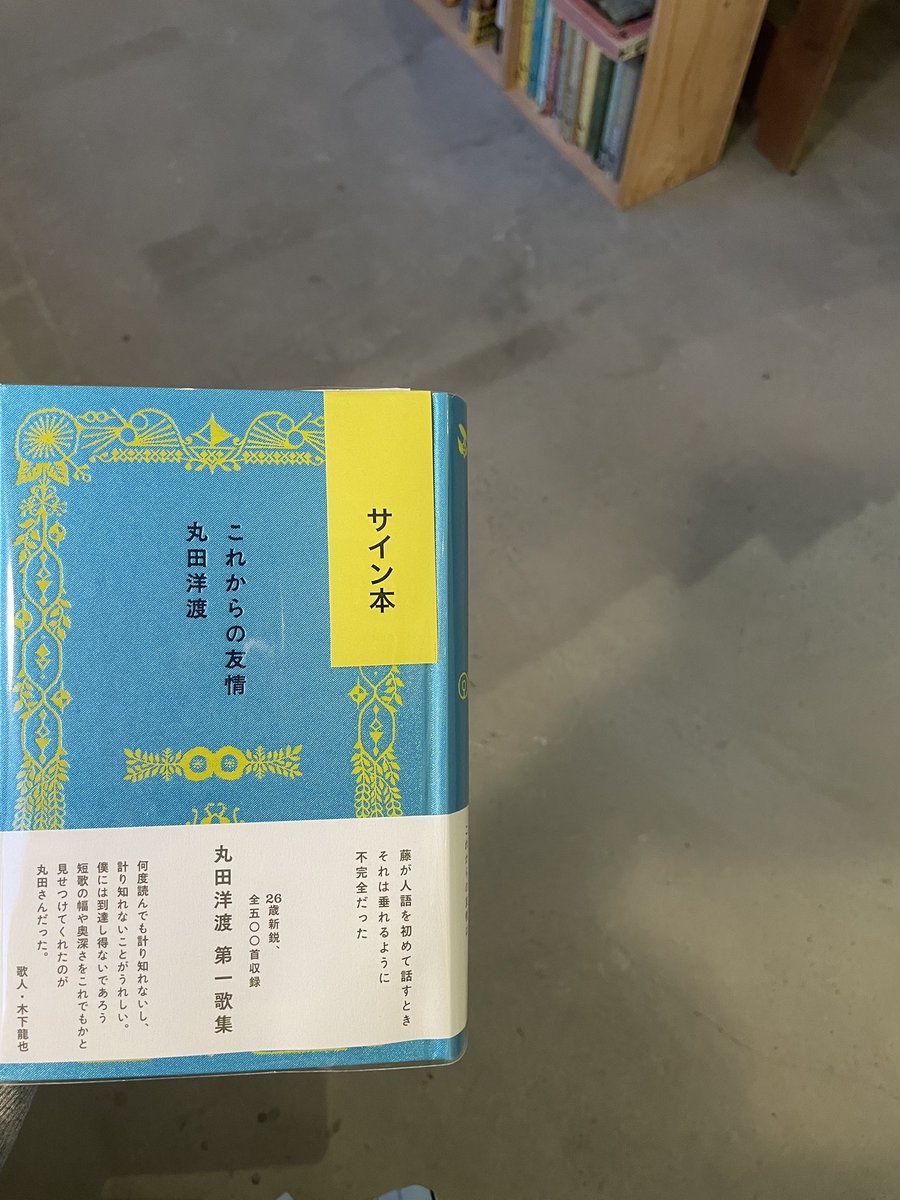 サイン本
これからの友情
丸田洋渡
藤が人語を初めて話すとき
それは垂れるように
不完全だった
26歳新鋭、
全五〇〇首収録
丸田洋渡 第一歌集
何度読んでも計り知れないし、
計り知れないことがうれしい。
僕には到達し得ないであろう
短歌の幅や奥深さをこれでもかと
見せつけてくれたのが
丸田さんだった。
歌人・木下龍也